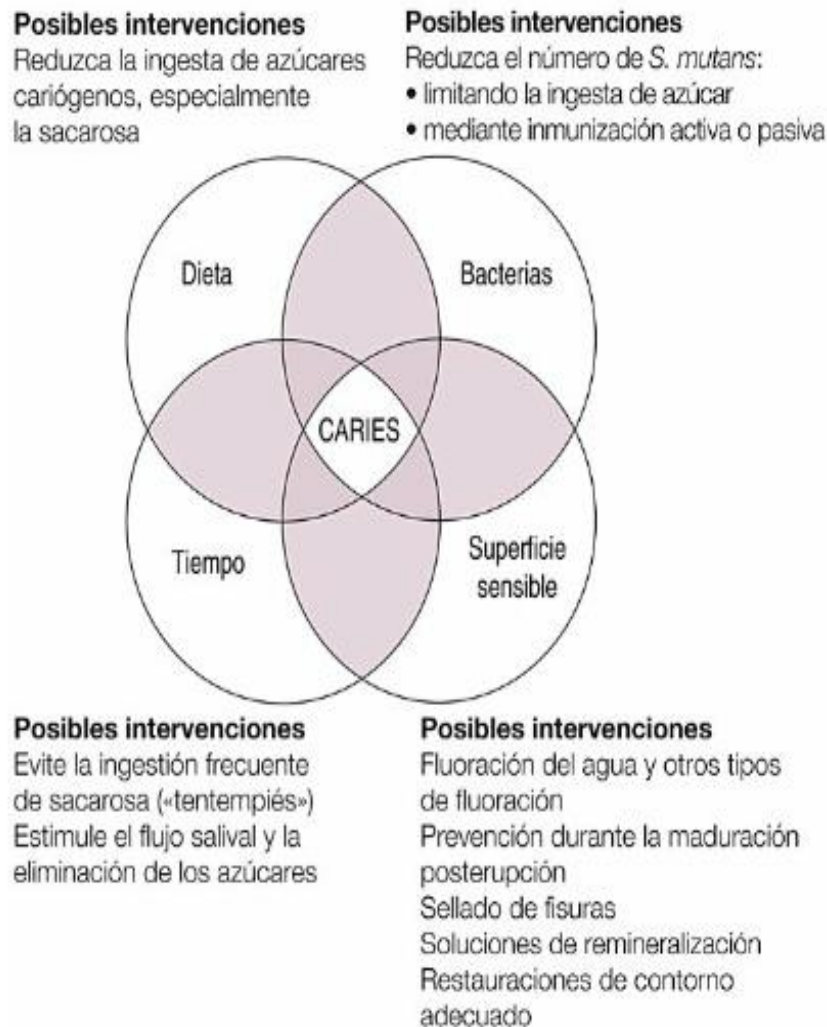 Posibles intervenciones
Reduzca la ingesta de azúcares
cariógenos, especialmente
la sacarosa
Posibles intervenciones
Reduzca el número de S. mutans:
• limitando la ingesta de azúcar
• mediante inmunización activa o pasiva
Dieta
Bacterias
CARIES
Tiempo
Superficie
sensible
Posibles intervenciones
Evite la ingestión frecuente
de sacarosa («tentempiés»)
Estimule el flujo salival y la
eliminación de los azúcares
Posibles intervenciones
Fluoración del agua y otros tipos
de fluoración
Prevención durante la maduración
posterupción
Sellado de fisuras
Soluciones de remineralización
Restauraciones de contorno
adecuado